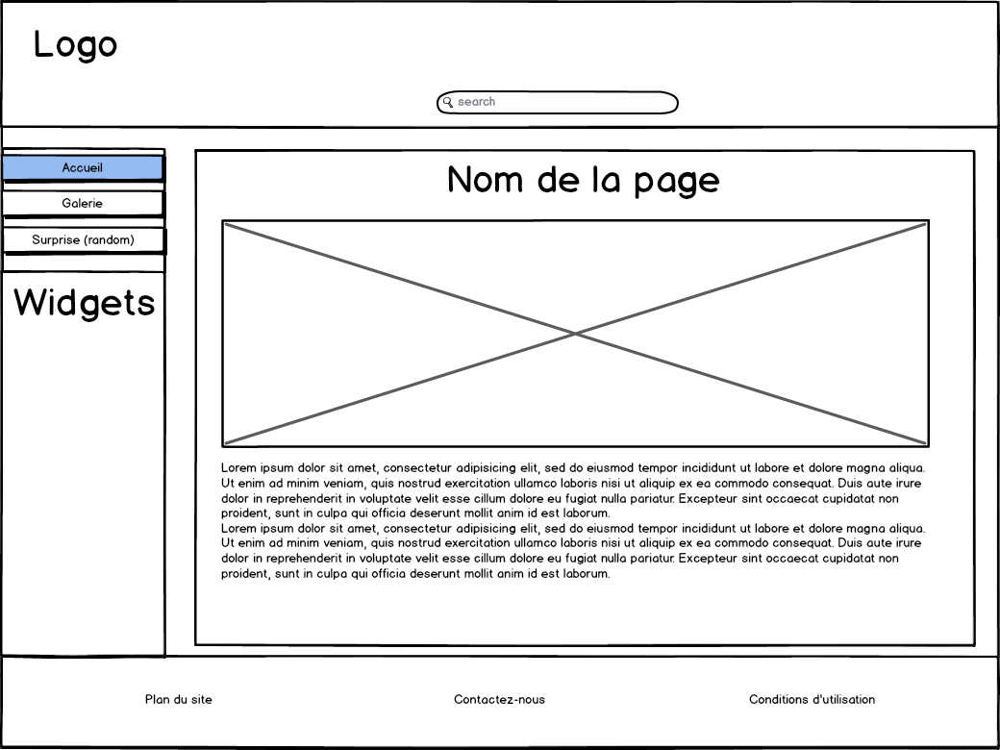 Logo
search
Accueil
Galerie
Surprise (random)
Widgets
Nom de la page
Lorem ipsum dolor sit amet, consectetur adipisicing elit, sed do eiusmod tempor incididunt ut labore et dolore magna aliqua.
Ut enim ad minim veniam, quis nostrud exercitation ullamco laboris nisi ut aliquip ex ea commodo consequat. Duis aute irure
dolor in reprehenderit in voluptate velit esse cillum dolore eu fugiat nulla pariatur. Excepteur sint occaecat cupidatat non
proident, sunt in culpa qui officia deserunt mollit anim id est laborum.
Lorem ipsum dolor sit amet, consectetur adipisicing elit, sed do eiusmod tempor incididunt ut labore et dolore magna aliqua.
Ut enim ad minim veniam, quis nostrud exercitation ullamco laboris nisi ut aliquip ex ea commodo consequat. Duis aute irure
dolor in reprehenderit in voluptate velit esse cillum dolore eu fugiat nulla pariatur. Excepteur sint occaecat cupidatat non
proident, sunt in culpa qui officia deserunt mollit anim id est laborum.
Plan du site
Contactez-nous
Conditions d'utilisation